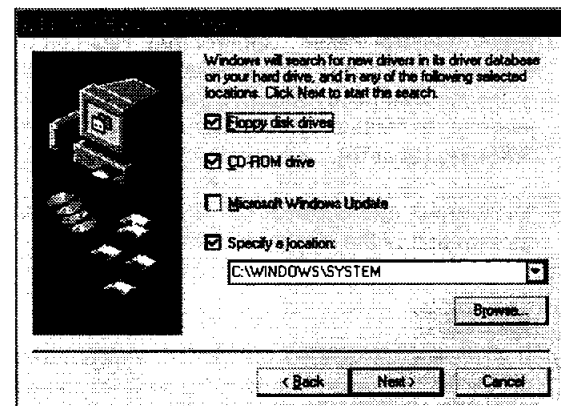 Windows will search for new drivers in its driver database
on your hard drive, and in any of the following selected
locations. Click Next to start the search.
Floppy disk drives
CD-ROM drive
Microsoft Windows Update
Specify a location:
C:\WINDOWS\SYSTEM
Browse...
< Back
Next >
Cancel